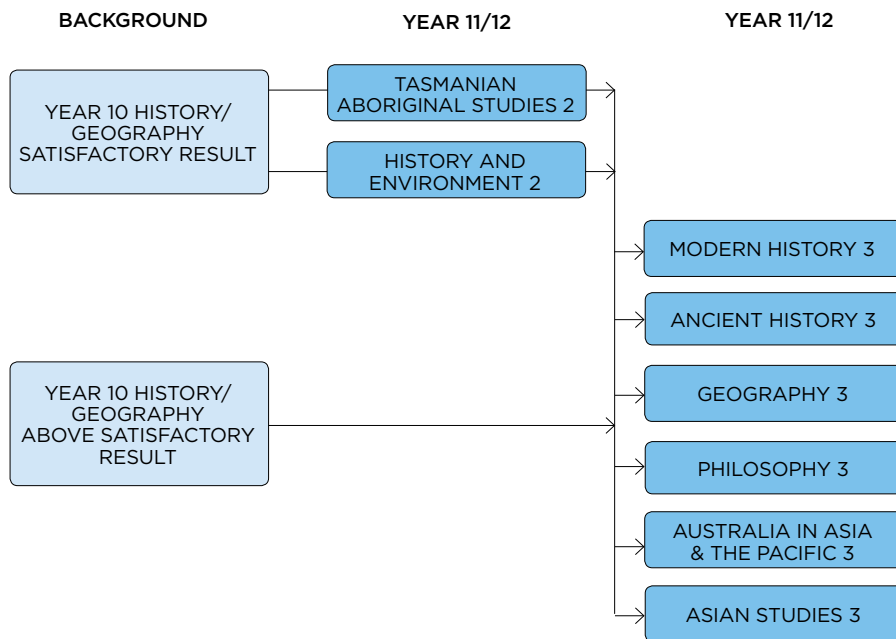 BACKGROUND
YEAR 11/12
YEAR 11/12
YEAR 10 HISTORY/
GEOGRAPHY
SATISFACTORY RESULT
TASMANIAN
ABORIGINAL STUDIES 2
HISTORY AND
ENVIRONMENT 2
MODERN HISTORY 3
ANCIENT HISTORY 3
YEAR 10 HISTORY/
GEOGRAPHY
ABOVE SATISFACTORY
RESULT
GEOGRAPHY 3
PHILOSOPHY 3
AUSTRALIA IN ASIA
& THE PACIFIC 3
ASIAN STUDIES 3